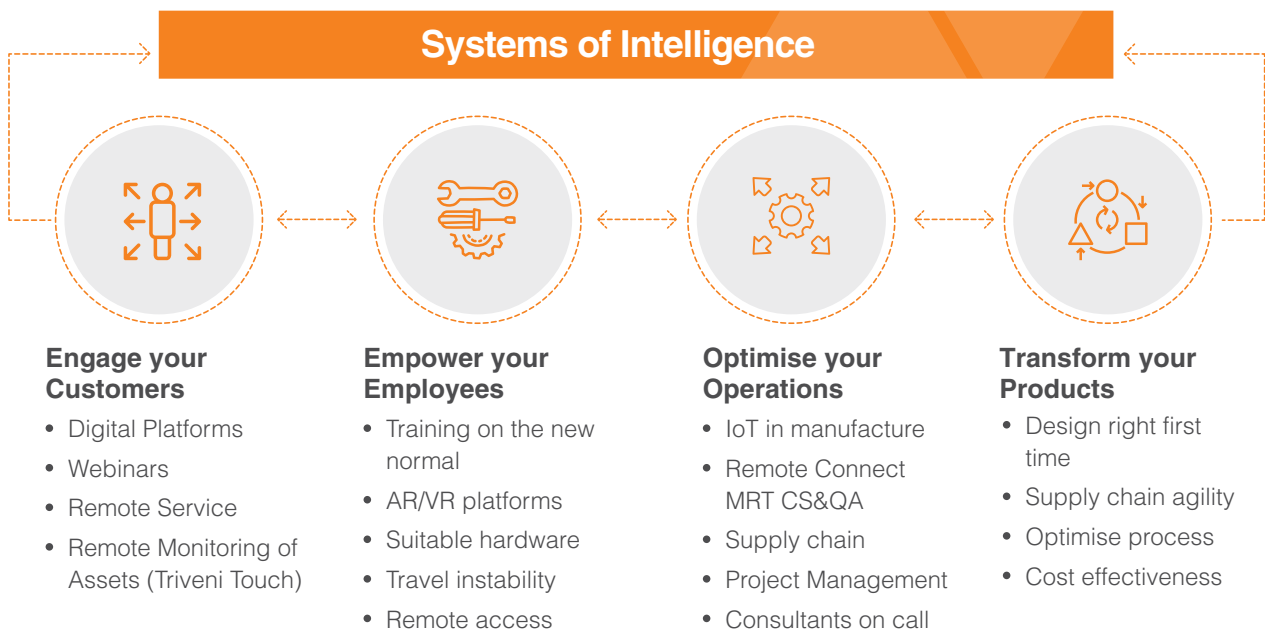 Systems of Intelligence
Engage your
Customers
• Digital Platforms
• Webinars
• Remote Service
• Remote Monitoring of
Assets (Triveni Touch)
Empower your
Employees
• Training on the new
normal
• AR/VR platforms
• Suitable hardware
• Travel instability
• Remote access
Optimise your
Operations
• IoT in manufacture
• Remote Connect
MRT CS&QA
• Supply chain
• Project Management
• Consultants on call
Transform your
Products
• Design right first
time
• Supply chain agility
• Optimise process
• Cost effectiveness